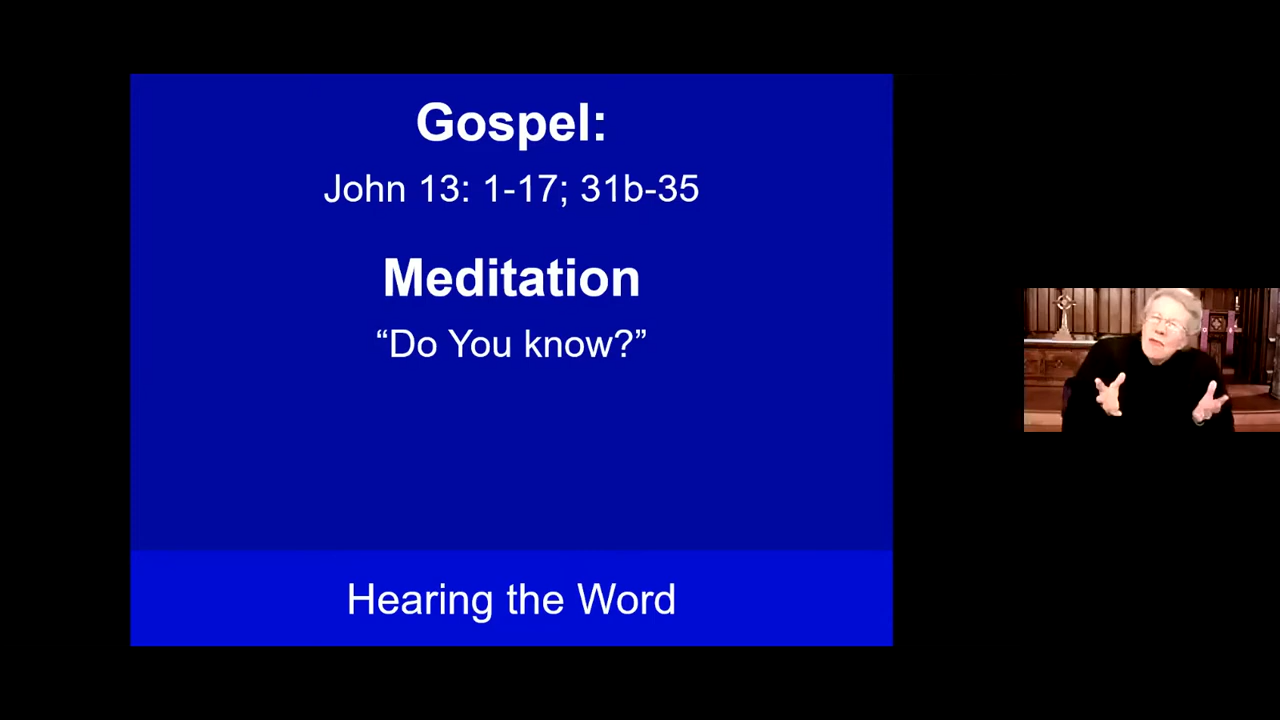 Gospel:
John 13: 1-17; 31b-35
Meditation
“Do You know?”
Hearing the Word